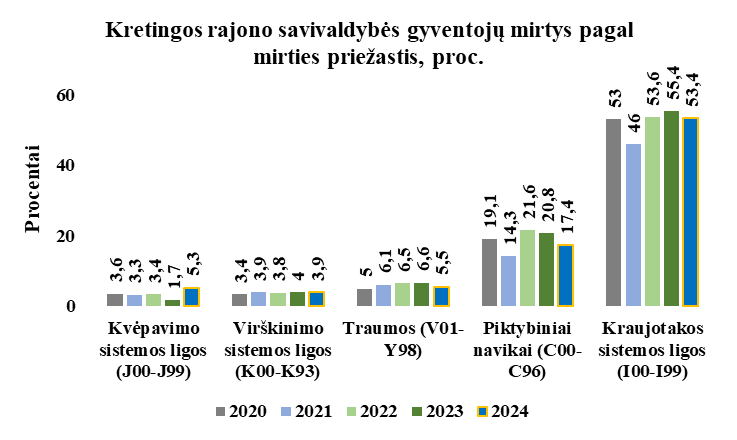 Kretingos rajono savivaldybės gyventojų mirtys pagal
mirties priežastis, proc.
Procentai
60
40
20
0
3,6
3,3
3,4
1,7
5,3
3,4
3,9
3,8
4
3,9
5
6,1
6,5
6,6
5,5
19,1
14,3
21,6
20,8
17,4
53
46
53,6
55,4
53,4
Kvėpavimo
sistemos ligos
(J00-J99)
Virškinimo
sistemos ligos
(K00-K93)
Traumos (V01-
Y98)
Piktybiniai
navikai (C00-
C96)
Kraujotakos
sistemos ligos
(I00-I99)
2020 2021 2022 2023 2024